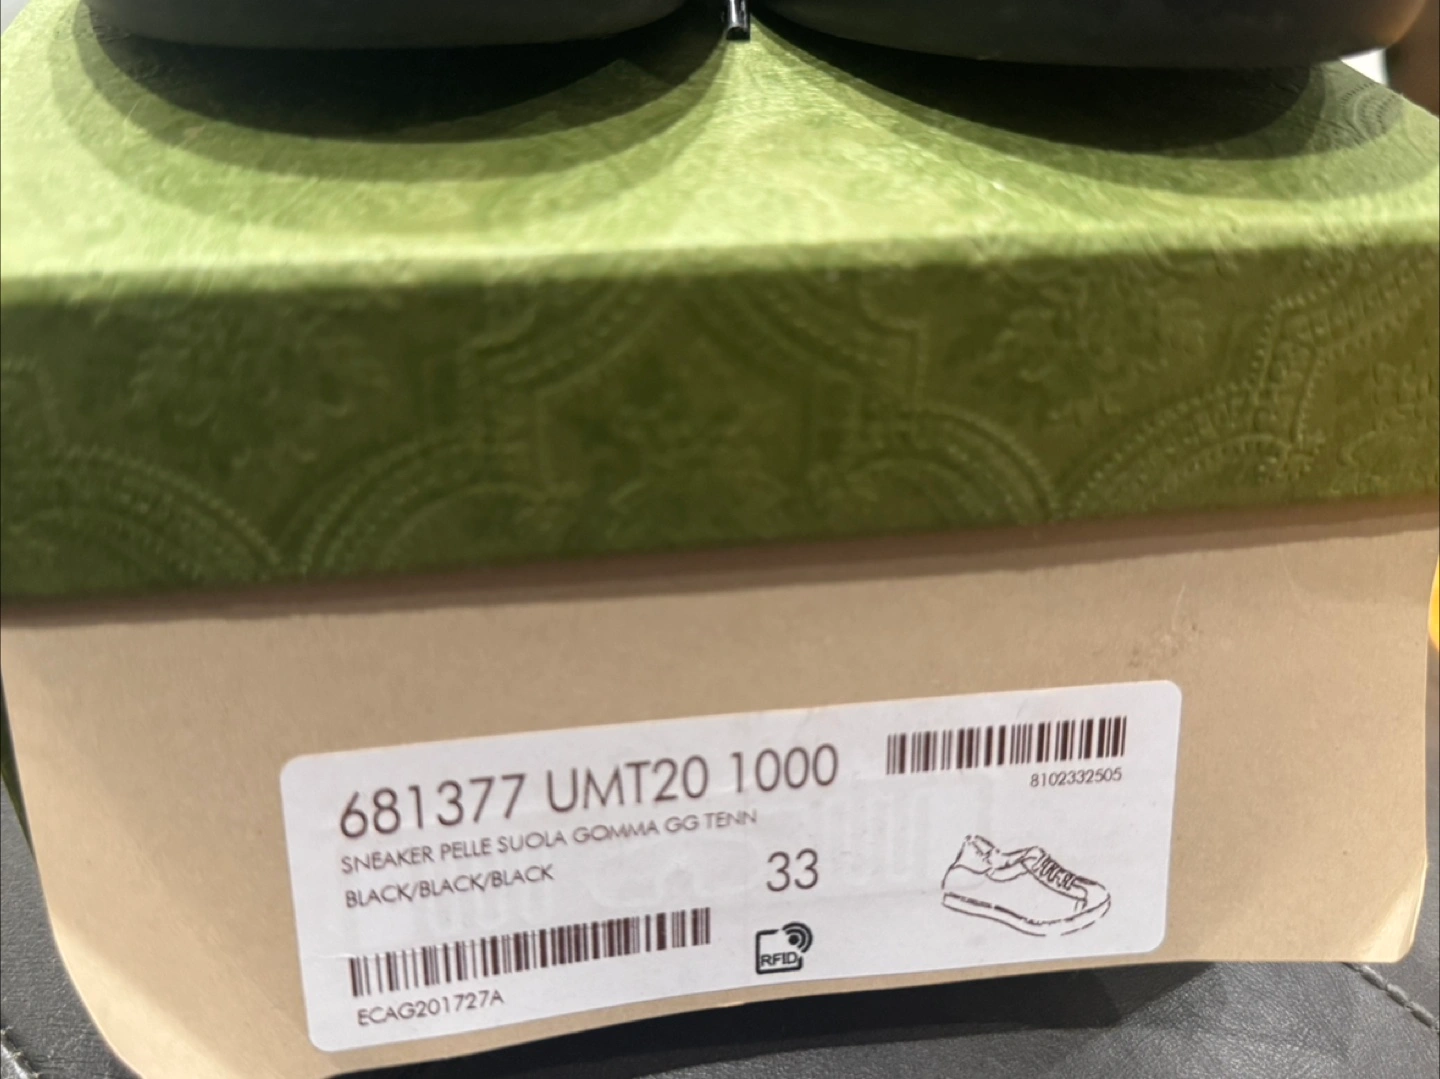 681377 UMT20 1000
8102332505
SNEAKER PELLE SUOLA GOMMA GG TENN
BLACK/BLACK/BLACK
33
ECAG201727A
RFID